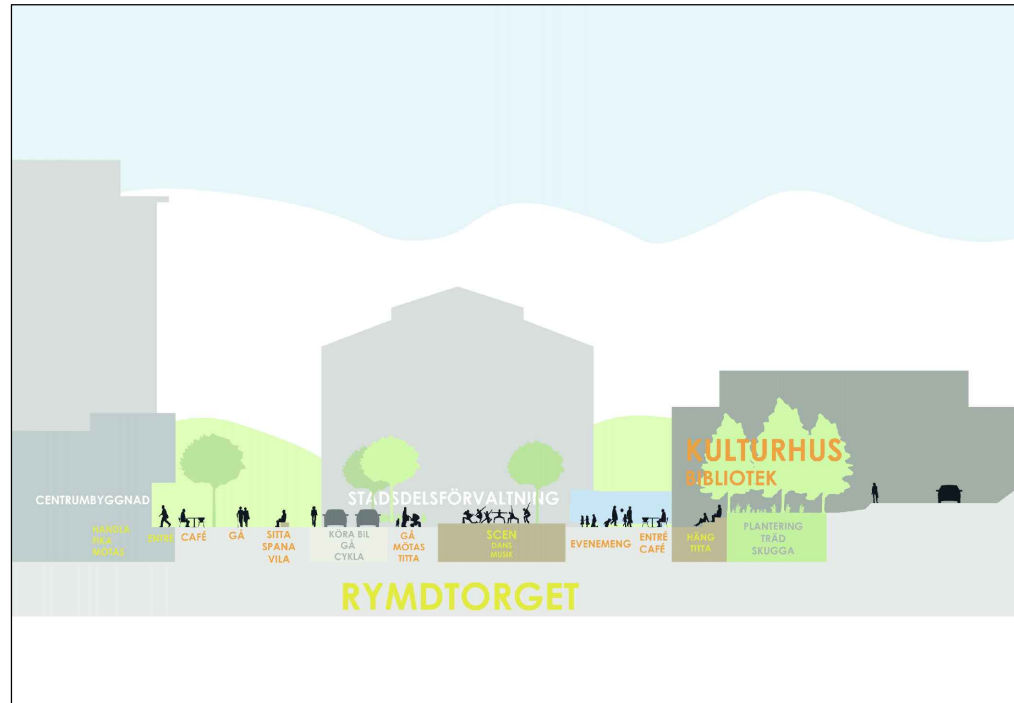 KULTURHUS
BIBLIOTEK
CENTRUMBYGGNAD
STADSDELSFÖRVALTNING
HANDLA
FIKA
MÖTAS
ENTRÉ
CAFÉ
GÅ
SITTA
SPANA
VILA
KÖRA BIL
GÅ
CYKLA
GÅ
MÖTAS
TITTA
SCEN
DANS
MUSIK
EVENEMENG
ENTRÉ
CAFÉ
HÄNG
TITTA
PLANTERING
TRÄD
SKUGGA
RYMDTORGET